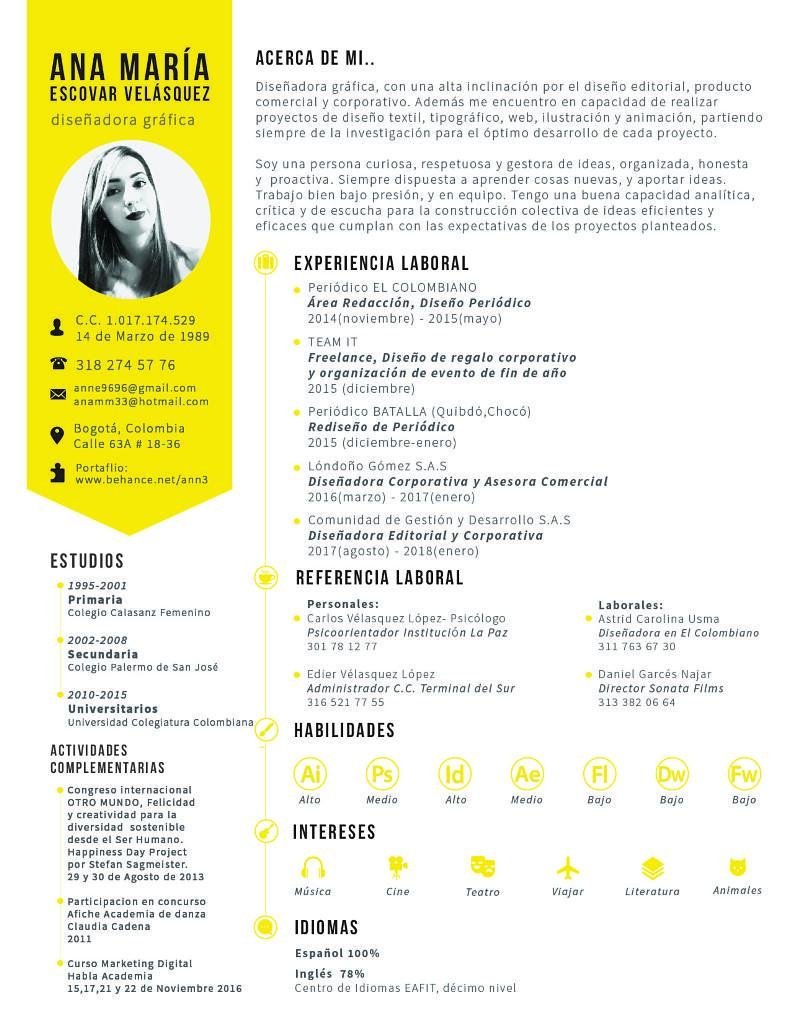 ANA MARÍA
ESCOVAR VELÁSQUEZ
diseñadora gráfica
C.C. 1.017.174.529
14 de Marzo de 1989
318 274 57 76
anne9696@gmail.com
anamm33@hotmail.com
Bogotá, Colombia
Calle 63A # 18-36
Portaflio:
www.behance.net/ann3
ESTUDIOS
1995-2001
Primaria
Colegio Calasanz Femenino
2002-2008
Secundaria
Colegio Palermo de San José
2010-2015
Universitarios
Universidad Colegiatura Colombiana
ACTIVIDADES
COMPLEMENTARIAS
Congreso internacional
OTRO MUNDO, Felicidad
y creatividad para la
diversidad sostenible
desde el Ser Humano.
Happiness Day Project
por Stefan Sagmeister.
29 y 30 de Agosto de 2013
Participacion en concurso
Afiche Academia de danza
Claudia Cadena
2011
Curso Marketing Digital
Habla Academia
15,17,21 y 22 de Noviembre 2016
ACERCA DE MI..
Diseñadora gráfica, con una alta inclinación por el diseño editorial, producto
comercial y corporativo. Además me encuentro en capacidad de realizar
proyectos de diseño textil, tipográfico, web, ilustración y animación, partiendo
siempre de la investigación para el óptimo desarrollo de cada proyecto.
Soy una persona curiosa, respetuosa y gestora de ideas, organizada, honesta
y proactiva. Siempre dispuesta a aprender cosas nuevas, y aportar ideas.
Trabajo bien bajo presión, y en equipo. Tengo una buena capacidad analítica,
crítica y de escucha para la construcción colectiva de ideas eficientes y
eficaces que cumplan con las expectativas de los proyectos planteados.
EXPERIENCIA LABORAL
Periódico EL COLOMBIANO
Área Redacción, Diseño Periódico
2014(noviembre) - 2015(mayo)
TEAM IT
Freelance, Diseño de regalo corporativo
y organización de evento de fin de año
2015 (diciembre)
Periódico BATALLA (Quibdó,Chocó)
Rediseño de Periódico
2015 (diciembre-enero)
Lóndoño Gómez S.A.S
Diseñadora Corporativa y Asesora Comercial
2016(marzo) - 2017(enero)
Comunidad de Gestión y Desarrollo S.A.S
Diseñadora Editorial y Corporativa
2017(agosto) - 2018(enero)
REFERENCIA LABORAL
Personales:
Carlos Vélasquez López- Psicólogo
Psicoorientador Institución La Paz
301 78 12 77
Edier Vélasquez López
Administrador C.C. Terminal del Sur
316 521 77 55
Laborales:
Astrid Carolina Usma
Diseñadora en El Colombiano
311 763 67 30
Daniel Garcés Najar
Director Sonata Films
313 382 06 64
HABILIDADES
Ai Ps Id Ae Fl Dw Fw
Alto Medio Alto Medio Bajo Bajo Bajo
INTERESES
Música Cine Teatro Viajar Literatura Animales
IDIOMAS
Español 100%
Inglés 78%
Centro de Idiomas EAFIT, décimo nivel